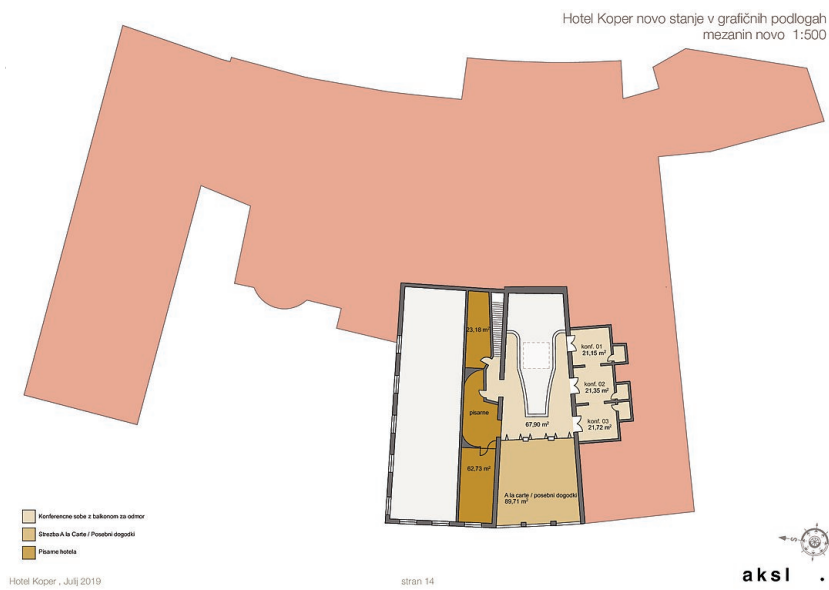 Hotel Koper novo stanje v grafičnih podlogah
mezanin novo 1:500
23,18 m²
konf. 01
21,15 m²
konf. 02
21,35 m²
pisarne
konf. 03
21,72 m²
67,90 m²
62,73 m²
A la carte / posebni dogodki
89,71 m²
Konferencne sobe z balkonom za odmor
Strezba A la Carte / Posebni dogodki
Pisarne hotela
S
aksl .
Hotel Koper , Julij 2019
stran 14